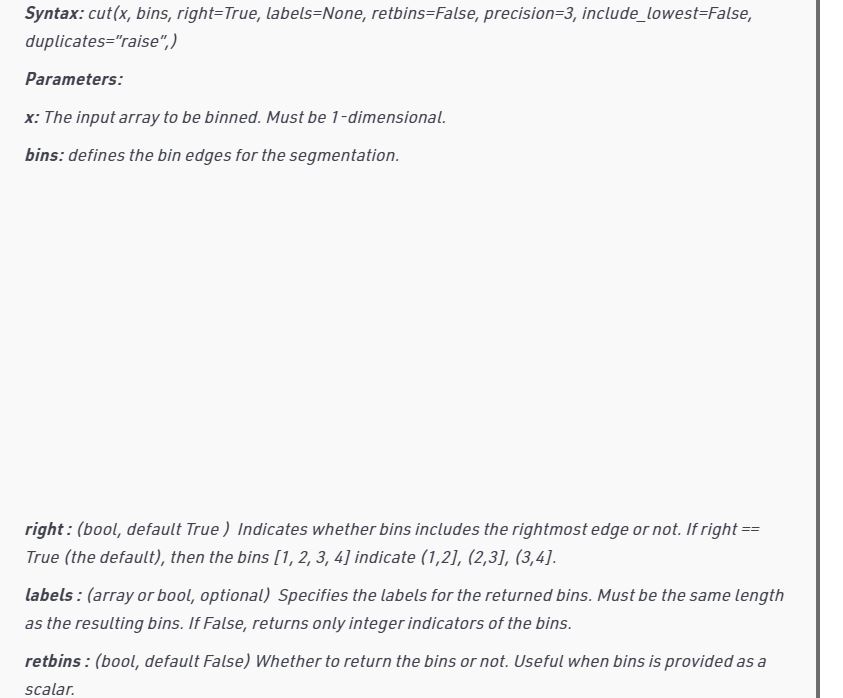 Syntax: cut(x, bins, right=True, labels=None, retbins=False, precision=3, include_lowest=False,
duplicates=”raise”,)
Parameters:
x: The input array to be binned. Must be 1-dimensional.
bins: defines the bin edges for the segmentation.
right : (bool, default True ) Indicates whether bins includes the rightmost edge or not. If right ==
True (the default), then the bins [1, 2, 3, 4] indicate (1,2], (2,3], (3,4].
labels : (array or bool, optional) Specifies the labels for the returned bins. Must be the same length
as the resulting bins. If False, returns only integer indicators of the bins.
retbins : (bool, default False) Whether to return the bins or not. Useful when bins is provided as a
scalar.